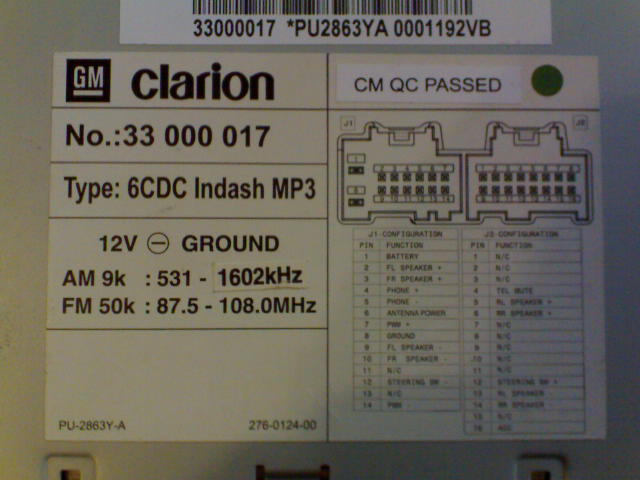 33000017 *PU2863YA 0001192VB
GM clarion
No.:33 000 017
Type: 6CDC Indash MP3
12V ⊖ GROUND
AM 9k : 531 - 1602kHz
FM 50k : 87.5 - 108.0MHz
PU-2863Y-A 276-0124-00
CM QC PASSED
J1
J1-CONFIGURATION
PIN FUNCTION
1 BATTERY
2 FL SPEAKER +
3 FR SPEAKER +
4 PHONE +
5 PHONE -
6 ANTENNA POWER
7 PWM +
8 GROUND
9 FL SPEAKER -
10 FR SPEAKER -
11 N/C
12 STEERING SW -
13 N/C
14 PWM -
J2-CONFIGURATION
PIN FUNCTION
1 N/C
2 N/C
3 N/C
4 TEL MUTE
5 RL SPEAKER +
6 RR SPEAKER +
7 N/C
8 N/C
9 N/C
10 N/C
11 N/C
12 STEERING SW +
13 RL SPEAKER -
14 RR SPEAKER -
15 N/C
16 ACC